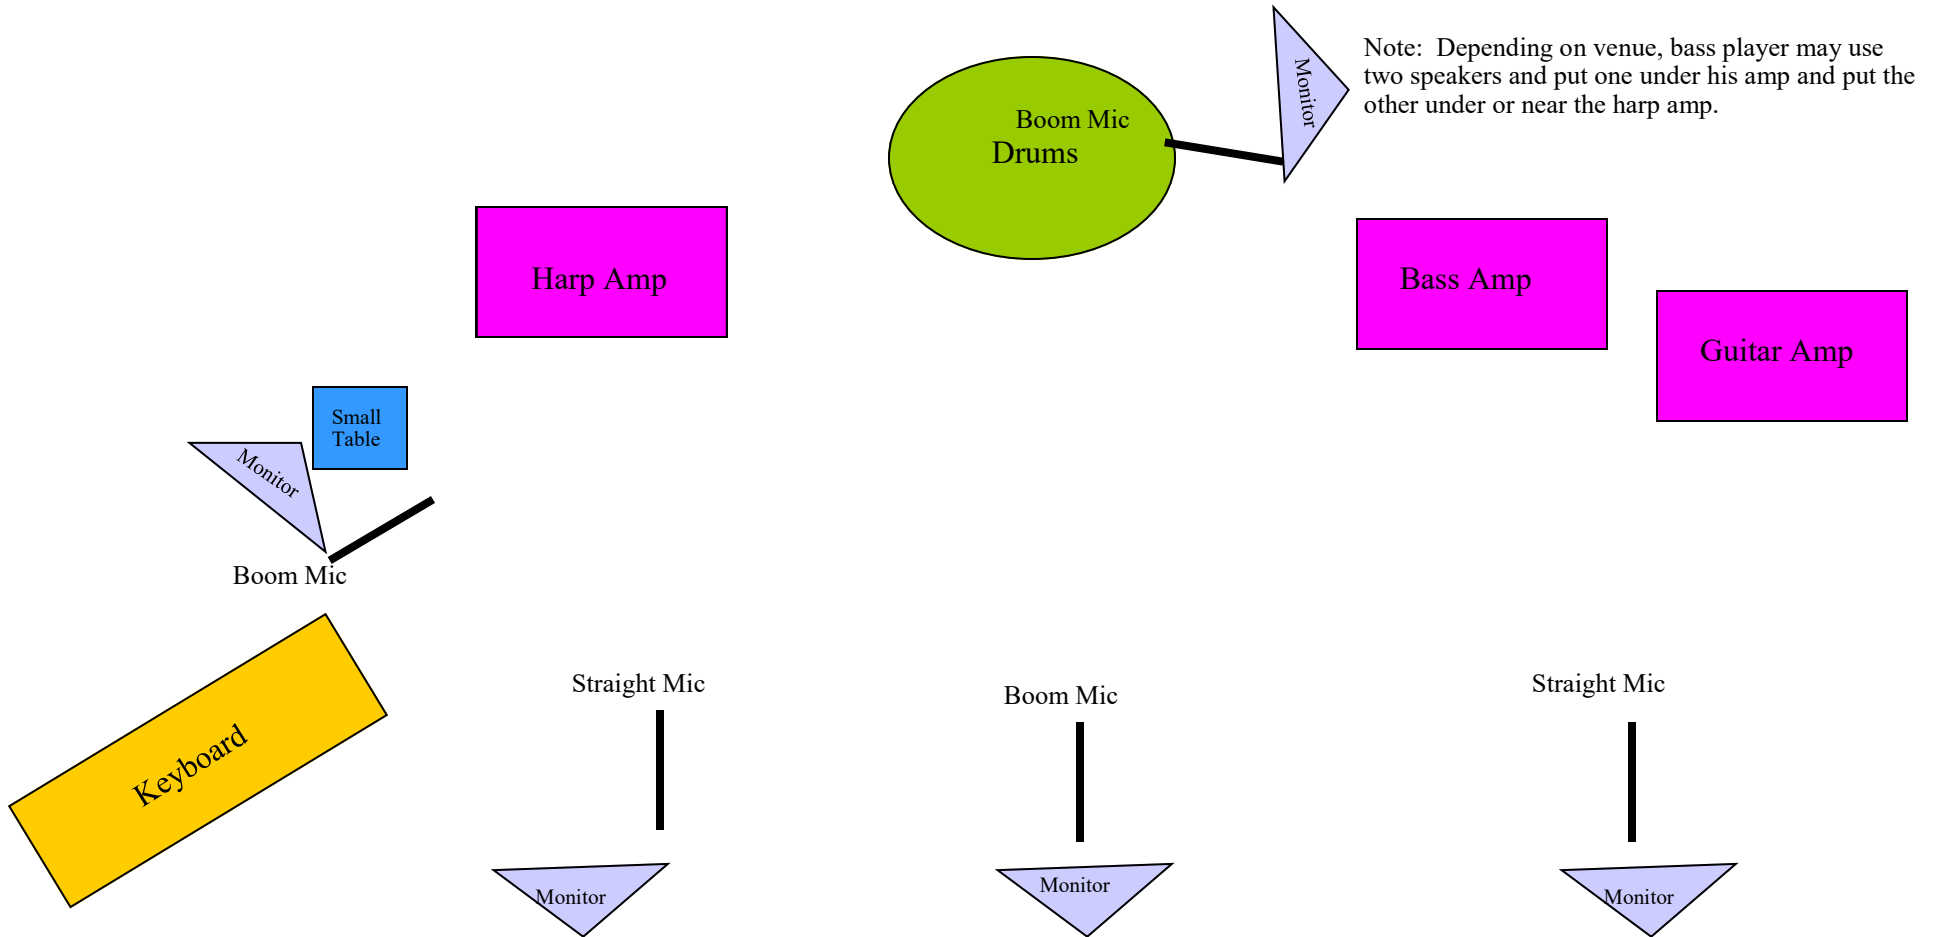 Note:  Depending on venue, bass player may use
two speakers and put one under his amp and put the
other under or near the harp amp.
Monitor
Boom Mic
Drums
Harp Amp
Bass Amp
Guitar Amp
Small
Table
Monitor
Boom Mic
Keyboard
Straight Mic
Boom Mic
Straight Mic
Monitor
Monitor
Monitor